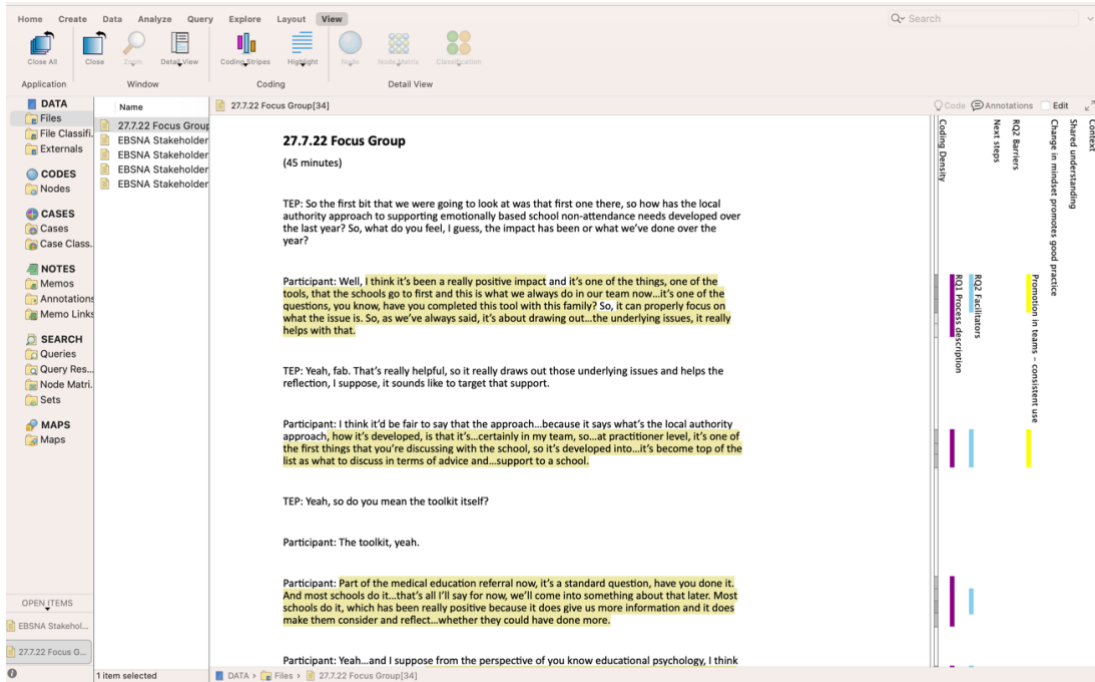 Home Create Data Analyze Query Explore Layout View
Search
Close All Close Zoom Detail View Coding Stripes Highlight Node Node Matrix Classification
Application Window Coding Detail View
DATA
Files
File Classifi.
Externals
CODES
Nodes
CASES
Cases
Case Class.
NOTES
Memos
Annotations
Memo Links
SEARCH
Queries
Query Res...
Node Matri.
Sets
MAPS
Maps
OPEN ITEMS
EBSNA Stakehol...
27.7.22 Focus G...
Name
27.7.22 Focus Group
EBSNA Stakeholder
EBSNA Stakeholder
EBSNA Stakeholder
EBSNA Stakeholder
1 item selected
27.7.22 Focus Group[34]
Code Annotations Edit
27.7.22 Focus Group
(45 minutes)
TEP: So the first bit that we were going to look at was that first one there, so how has the local
authority approach to supporting emotionally based school non-attendance needs developed over
the last year? So, what do you feel, I guess, the impact has been or what we've done over the
year?
Participant: Well, I think it's been a really positive impact and it's one of the things, one of the
tools, that the schools go to first and this is what we always do in our team now...it's one of the
questions, you know, have you completed this tool with this family? So, it can properly focus on
what the issue is. So, as we've always said, it's about drawing out...the underlying issues, it really
helps with that.
TEP: Yeah, fab. That's really helpful, so it really draws out those underlying issues and helps the
reflection, I suppose, it sounds like to target that support.
Participant: I think it'd be fair to say that the approach...because it says what's the local authority
approach, how it's developed, is that it's...certainly in my team, so...at practitioner level, it's one of
the first things that you're discussing with the school, so it's developed into...it's become top of the
list as what to discuss in terms of advice and...support to a school.
TEP: Yeah, so do you mean the toolkit itself?
Participant: The toolkit, yeah.
Participant: Part of the medical education referral now, it's a standard question, have you done it.
And most schools do it...that's all I'll say for now, we'll come into something about that later. Most
schools do it, which has been really positive because it does give us more information and it does
make them consider and reflect...whether they could have done more.
Participant: Yeah...and I suppose from the perspective of you know educational psychology, I think
DATA > Files > 27.7.22 Focus Group[34]
Coding Density
RQ1 Process description
RQ2 Facilitators
Next steps
RQ2 Barriers
Promotion in teams – consistent use
Change in mindset promotes good practice
Shared understanding
Context